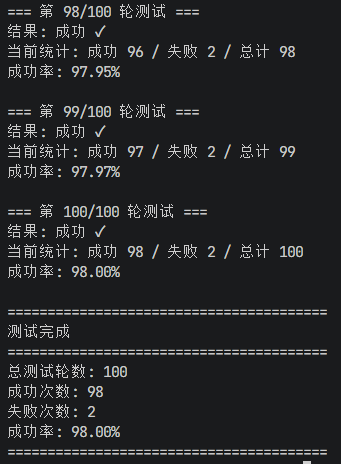 === 第 98/100 轮测试 ===
结果: 成功 ✓
当前统计: 成功 96 / 失败 2 / 总计 98
成功率: 97.95%
=== 第 99/100 轮测试 ===
结果: 成功 ✓
当前统计: 成功 97 / 失败 2 / 总计 99
成功率: 97.97%
=== 第 100/100 轮测试 ===
结果: 成功 ✓
当前统计: 成功 98 / 失败 2 / 总计 100
成功率: 98.00%
========================================
测试完成
========================================
总测试轮数: 100
成功次数: 98
失败次数: 2
成功率: 98.00%
========================================